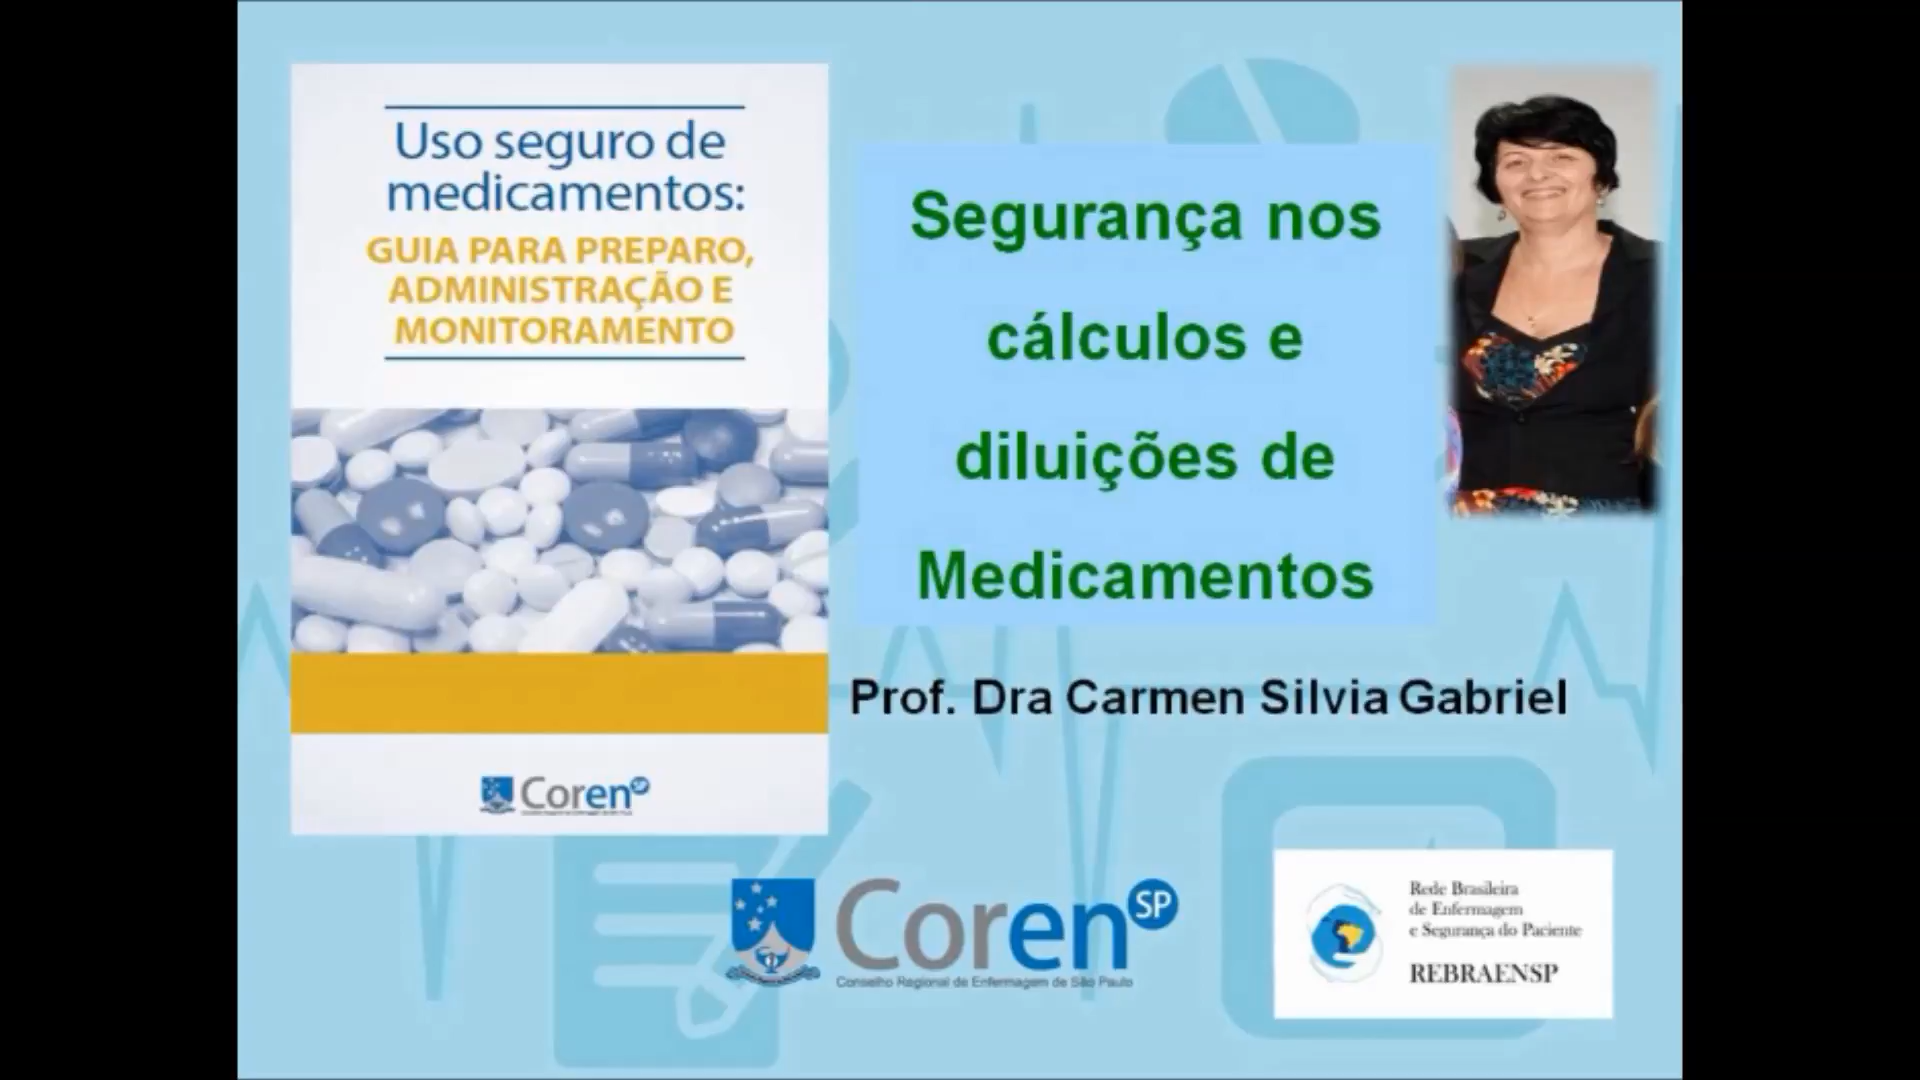 Uso seguro de
medicamentos:
GUIA PARA PREPARO,
ADMINISTRAÇÃO E
MONITORAMENTO
Coren SP
Segurança nos
cálculos e
diluições de
Medicamentos
Prof. Dra Carmen Silvia Gabriel
Coren SP
Conselho Regional de Enfermagem de São Paulo
Rede Brasileira
de Enfermagem
e Segurança do Paciente
REBRAENSP